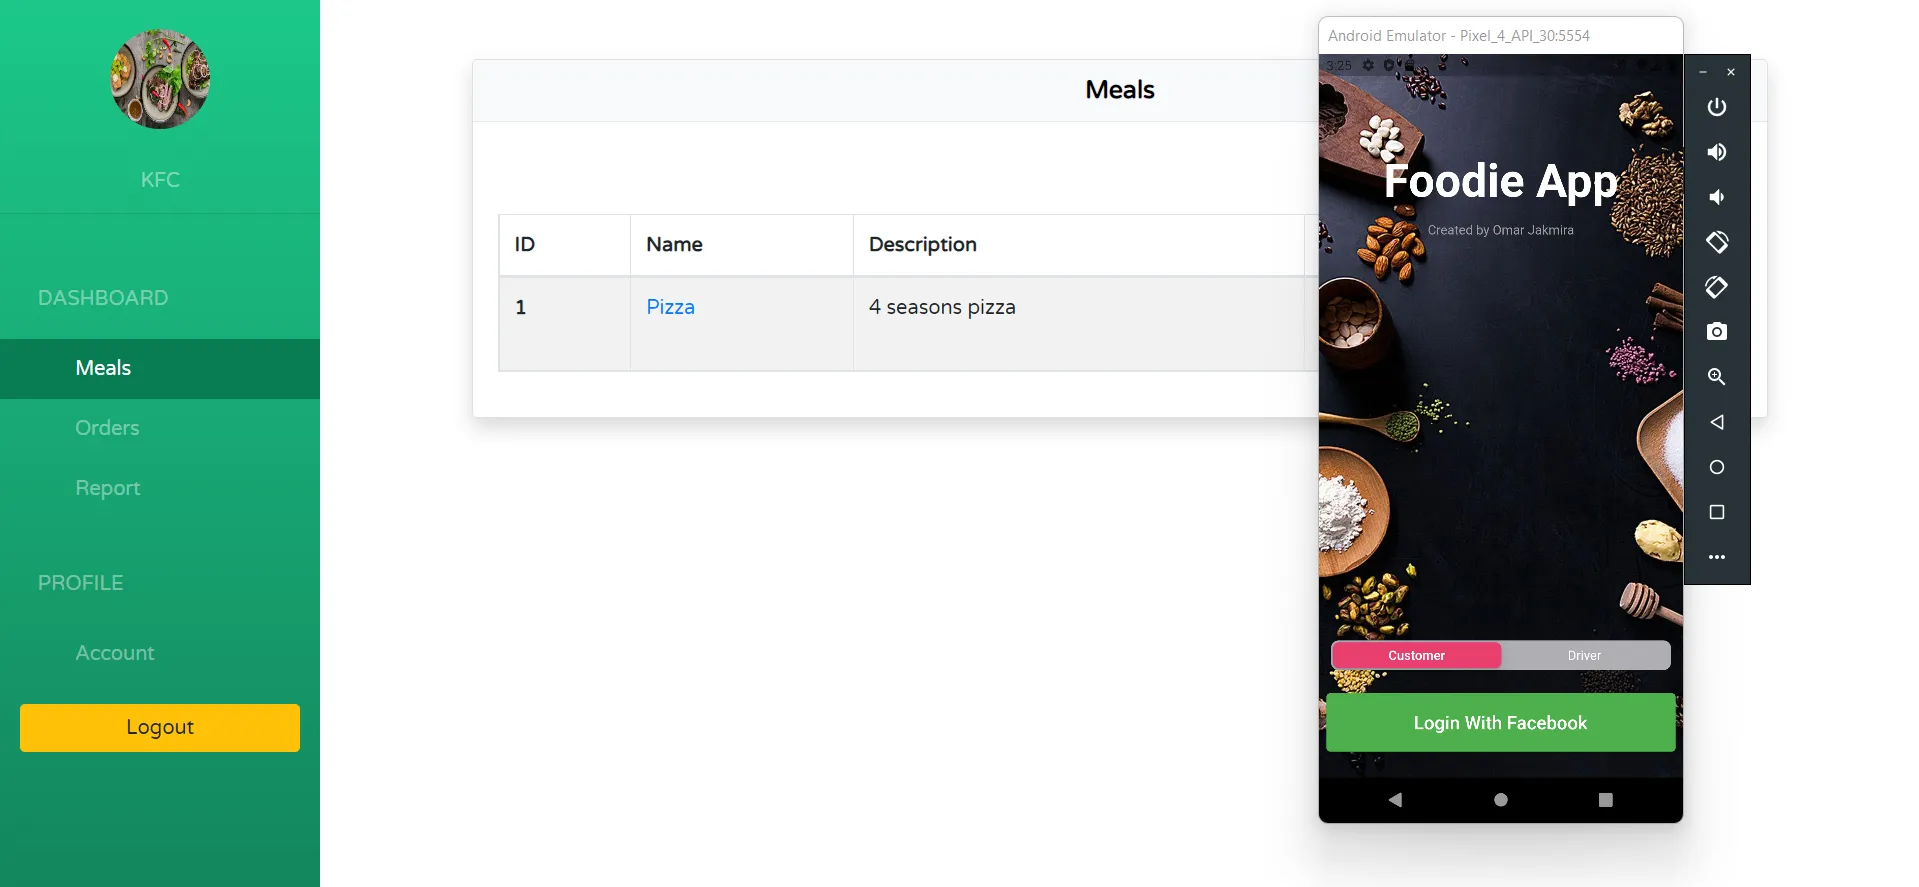 KFC
DASHBOARD
Meals
Orders
Report
PROFILE
Account
Logout
Meals
ID Name Description
1 Pizza 4 seasons pizza
Android Emulator - Pixel_4_API_30:5554
3:25
Foodie App
Created by Omar Jakmira
Customer Driver
Login With Facebook